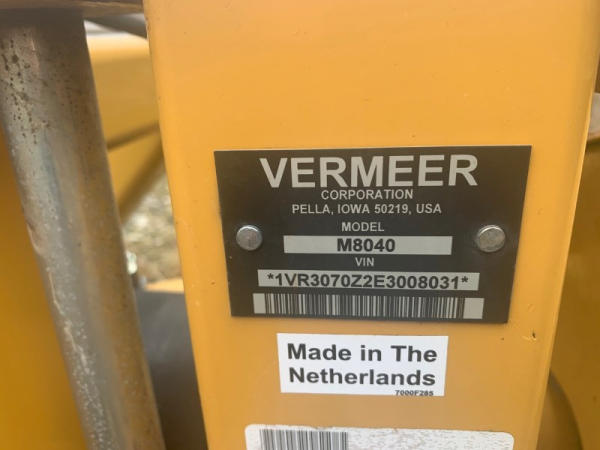 VERMEER
CORPORATION
PELLA, IOWA 50219, USA
MODEL
M8040
VIN
*1VR3070Z2E3008031*
Made in The
Netherlands
7000F285